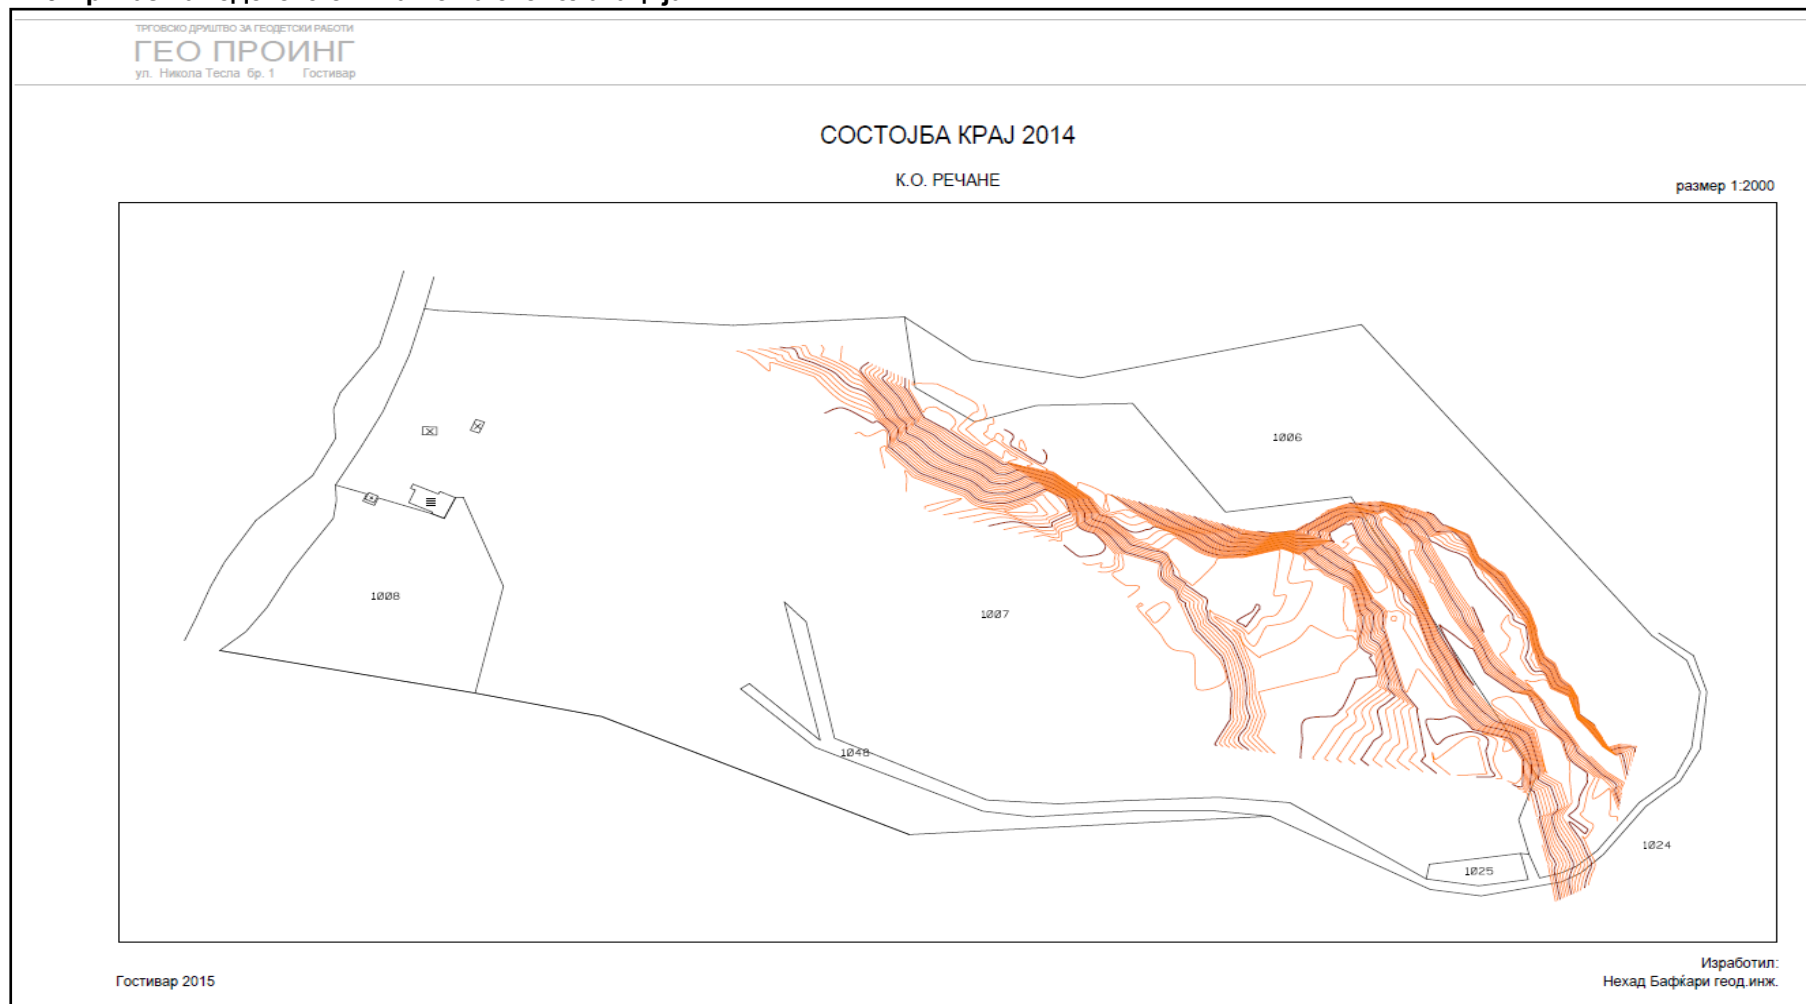 ТРГОВСКО ДРУШТВО ЗА ГЕОДЕТСКИ РАБОТИ
ГЕО ПРОИНГ
ул. Никола Тесла бр. 1 Гостивар
СОСТОЈБА КРАЈ 2014
К.О. РЕЧАНЕ
размер 1:2000
1006
1008
1007
1048
1024
1025
Изработил:
Гостивар 2015
Нехад Бафќари геод.инж.